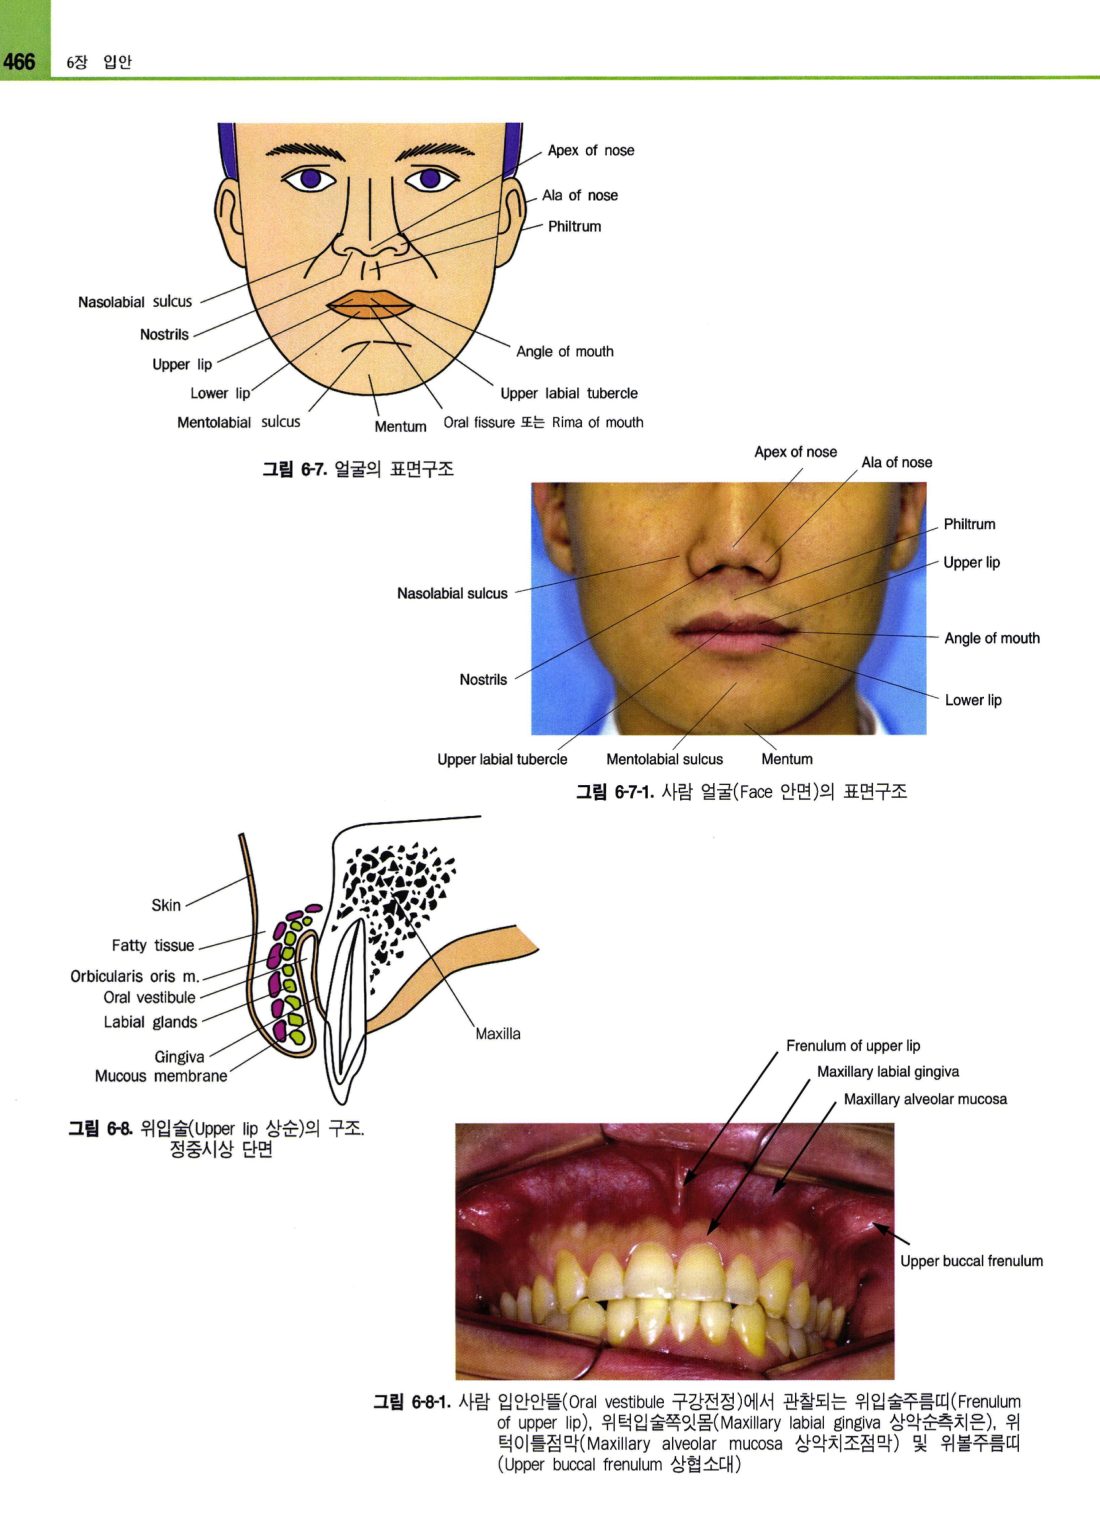 466
6장 입안
Apex of nose
Ala of nose
Philtrum
Nasolabial sulcus
Nostrils
Upper lip
Lower lip
Mentolabial sulcus
Mentum
Angle of mouth
Upper labial tubercle
Oral fissure 또는 Rima of mouth
그림 6-7. 얼굴의 표면구조
Apex of nose
Ala of nose
Philtrum
Upper lip
Nasolabial sulcus
Angle of mouth
Nostrils
Lower lip
Upper labial tubercle
Mentolabial sulcus
Mentum
그림 6-7-1. 사람 얼굴(Face 안면)의 표면구조
Skin
Fatty tissue
Orbicularis oris m.
Oral vestibule
Labial glands
Gingiva
Mucous membrane
Maxilla
그림 6-8. 위입술(Upper lip 상순)의 구조.
정중시상 단면
Frenulum of upper lip
Maxillary labial gingiva
Maxillary alveolar mucosa
Upper buccal frenulum
그림 6-8-1. 사람 입안안뜰(Oral vestibule 구강전정)에서 관찰되는 위입술주름띠(Frenulum
of upper lip), 위턱입술쪽잇몸(Maxillary labial gingiva 상악순측치은), 위
턱이틀점막(Maxillary alveolar mucosa 상악치조점막) 및 위볼주름띠
(Upper buccal frenulum 상협소대)